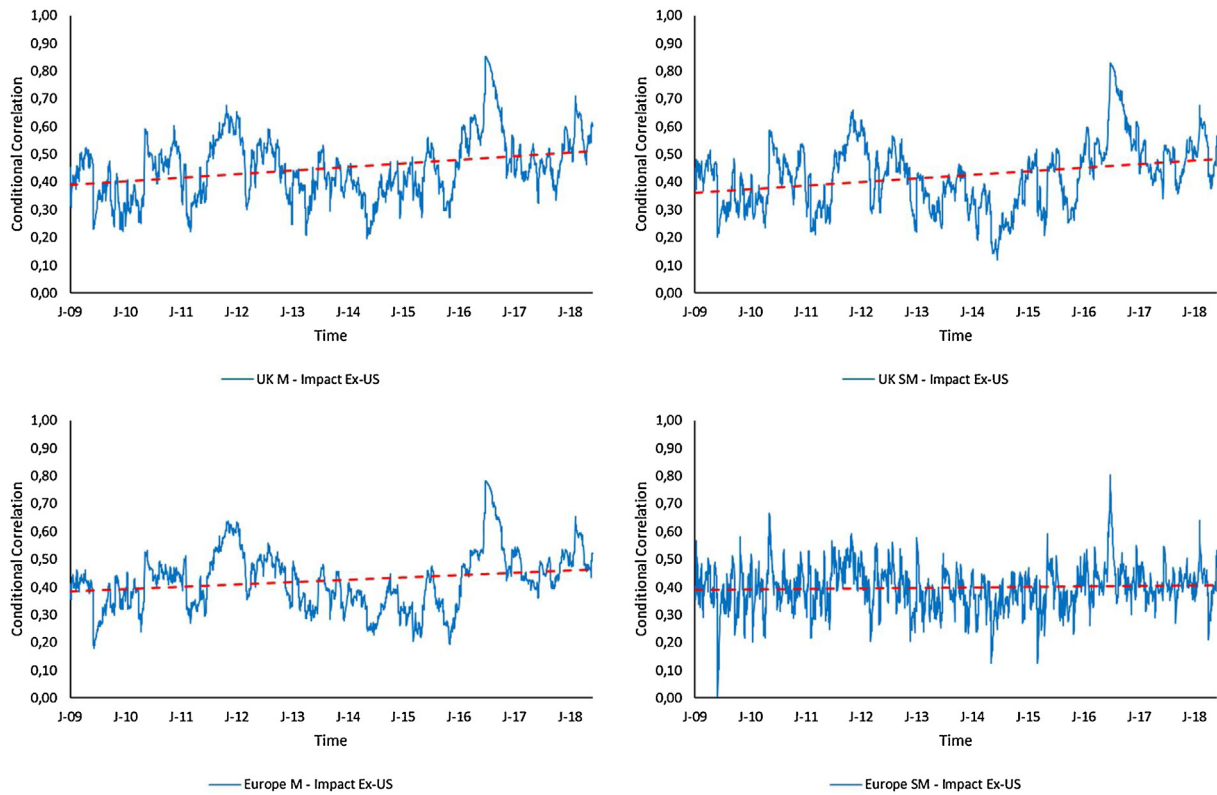 1,00
0,90
0,80
0,70
0,60
0,50
0,40
0,30
0,20
0,10
0,00
Conditional Correlation
J-09 J-10 J-11 J-12 J-13 J-14 J-15 J-16 J-17 J-18
Time
UK M - Impact Ex-US
1,00
0,90
0,80
0,70
0,60
0,50
0,40
0,30
0,20
0,10
0,00
Conditional Correlation
J-09 J-10 J-11 J-12 J-13 J-14 J-15 J-16 J-17 J-18
Time
UK SM - Impact Ex-US
1,00
0,90
0,80
0,70
0,60
0,50
0,40
0,30
0,20
0,10
0,00
Conditional Correlation
J-09 J-10 J-11 J-12 J-13 J-14 J-15 J-16 J-17 J-18
Time
Europe M - Impact Ex-US
1,00
0,90
0,80
0,70
0,60
0,50
0,40
0,30
0,20
0,10
0,00
Conditional Correlation
J-09 J-10 J-11 J-12 J-13 J-14 J-15 J-16 J-17 J-18
Time
Europe SM - Impact Ex-US